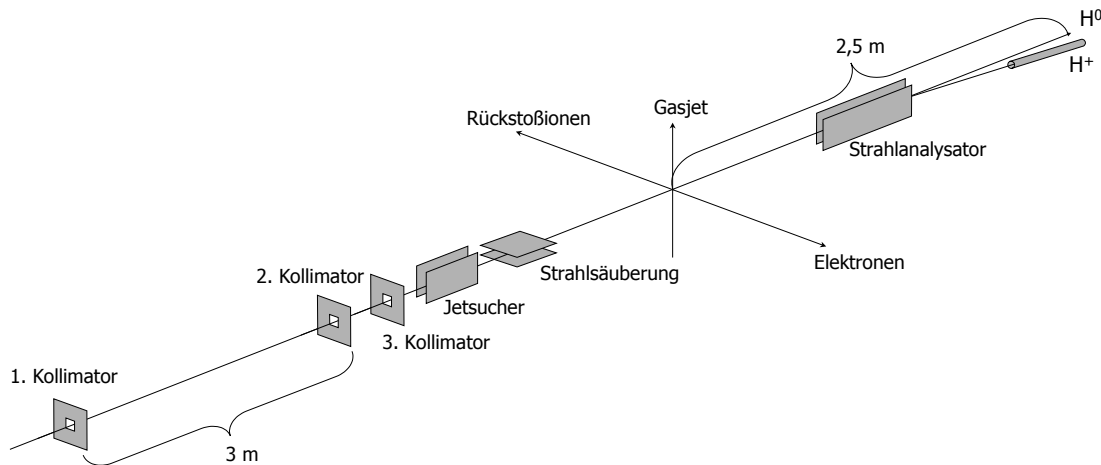 H⁰
2,5 m
H⁺
Gasjet
Rückstoßionen
Strahlanalysator
Elektronen
Strahlsäuberung
2. Kollimator
Jetsucher
3. Kollimator
1. Kollimator
3 m